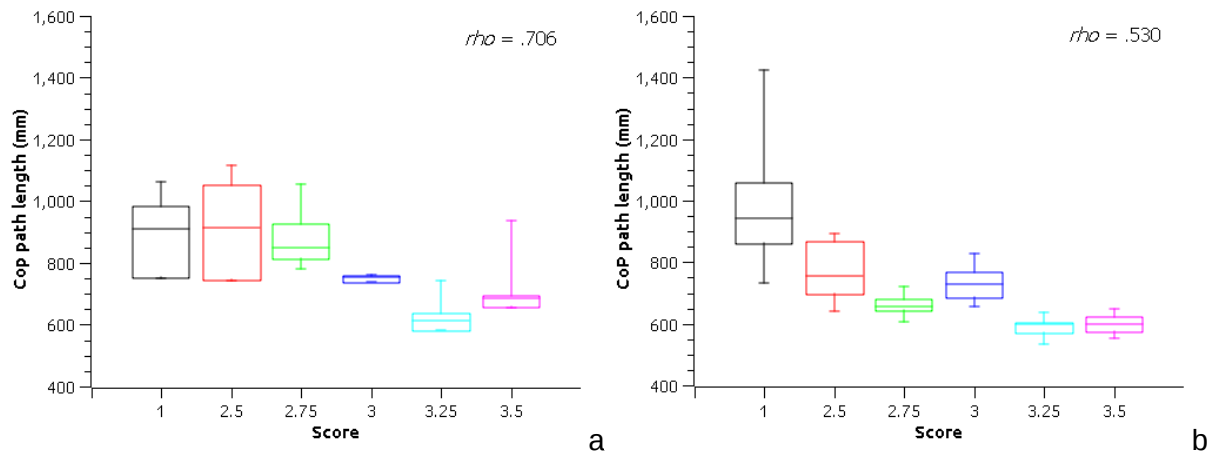 1,600
1,400
1,200
1,000
800
600
400
Cop path length (mm)
rho = .706
1 2.5 2.75 3 3.25 3.5
Score
a
1,600
1,400
1,200
1,000
800
600
400
CoP path length (mm)
rho = .530
1 2.5 2.75 3 3.25 3.5
Score
b